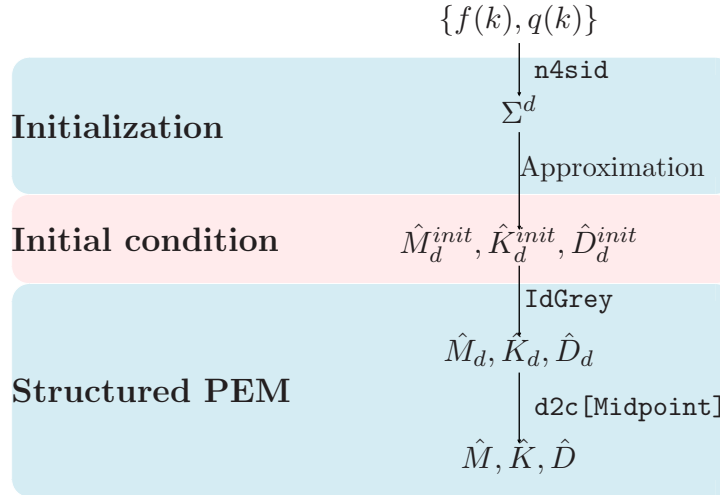 {f(k), q(k)}
n4sid
Initialization
Σ^d
Approximation
Initial condition
M̂_d^{init}, K̂_d^{init}, D̂_d^{init}
IdGrey
M̂_d, K̂_d, D̂_d
Structured PEM
d2c[Midpoint]
M̂, K̂, D̂